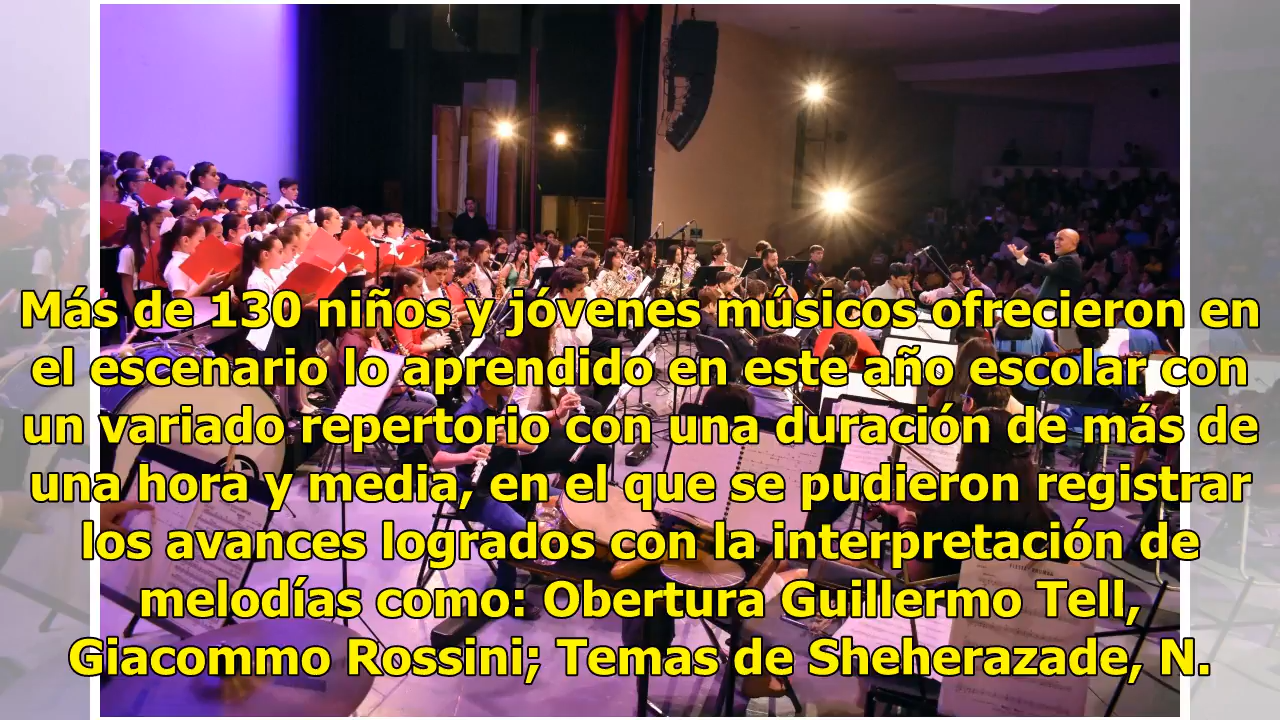 Más de 130 niños y jóvenes músicos ofrecieron en
el escenario lo aprendido en este año escolar con
un variado repertorio con una duración de más de
una hora y media, en el que se pudieron registrar
los avances logrados con la interpretación de
melodías como: Obertura Guillermo Tell,
Giacommo Rossini; Temas de Sheherazade, N.